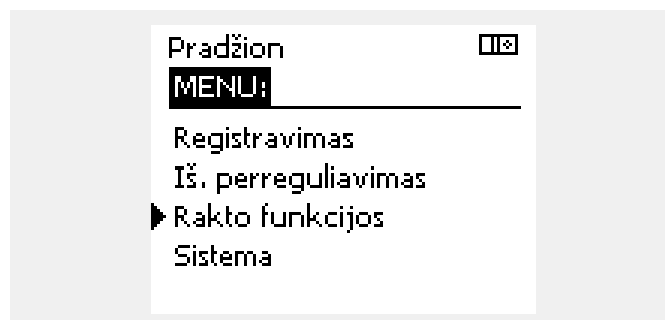 Pradžion
MENU:
Registravimas
Iš. perreguliavimas
Rakto funkcijos
Sistema